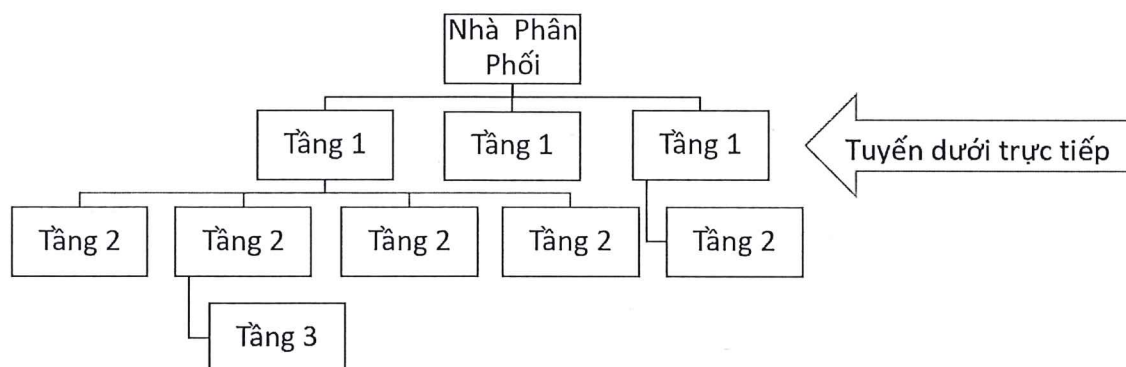 Nhà Phân
Phối
Tầng 1
Tầng 1
Tầng 1
Tuyến dưới trực tiếp
Tầng 2
Tầng 2
Tầng 2
Tầng 2
Tầng 2
Tầng 3